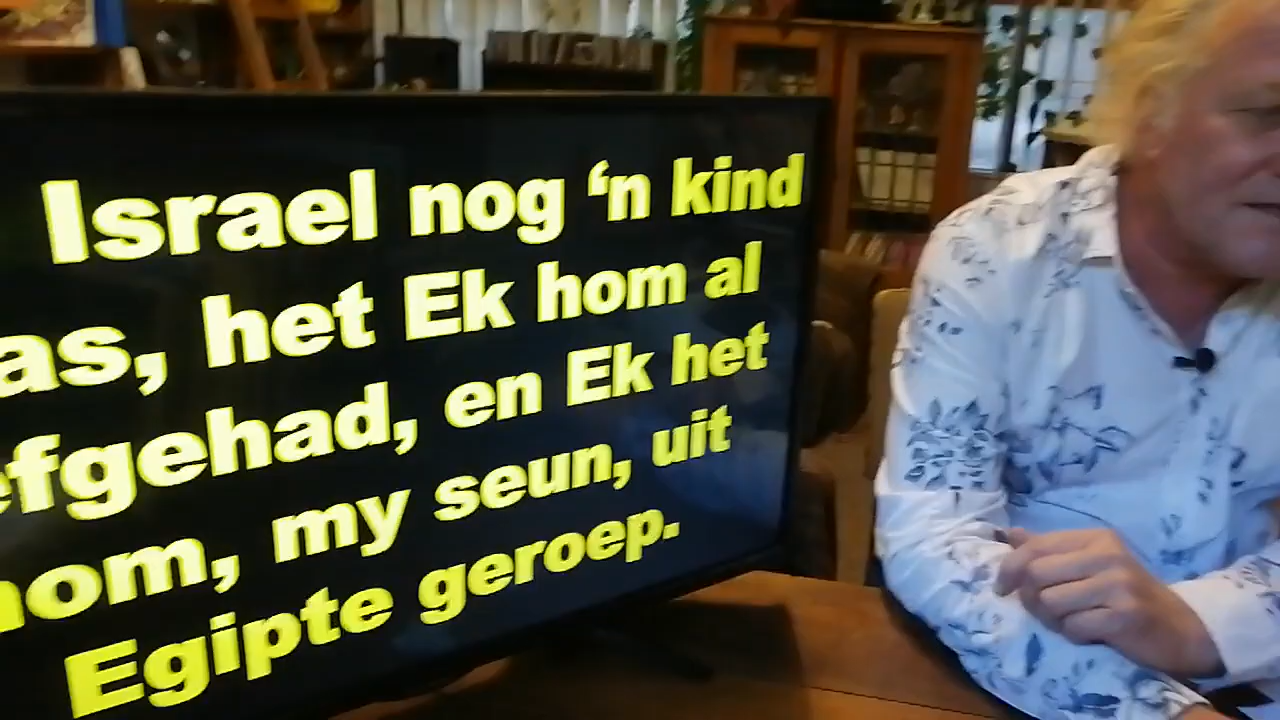 Israel nog ‘n kind
as, het Ek hom al
efgehad, en Ek het
hom, my seun, uit
Egipte geroep.